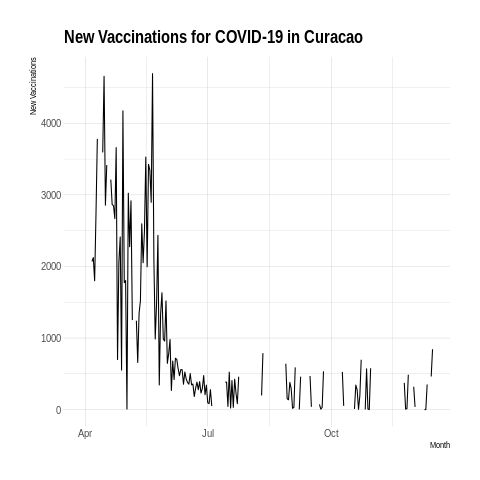 New Vaccinations for COVID-19 in Curacao
New Vaccinations
4000
3000
2000
1000
0
Apr Jul Oct
Month